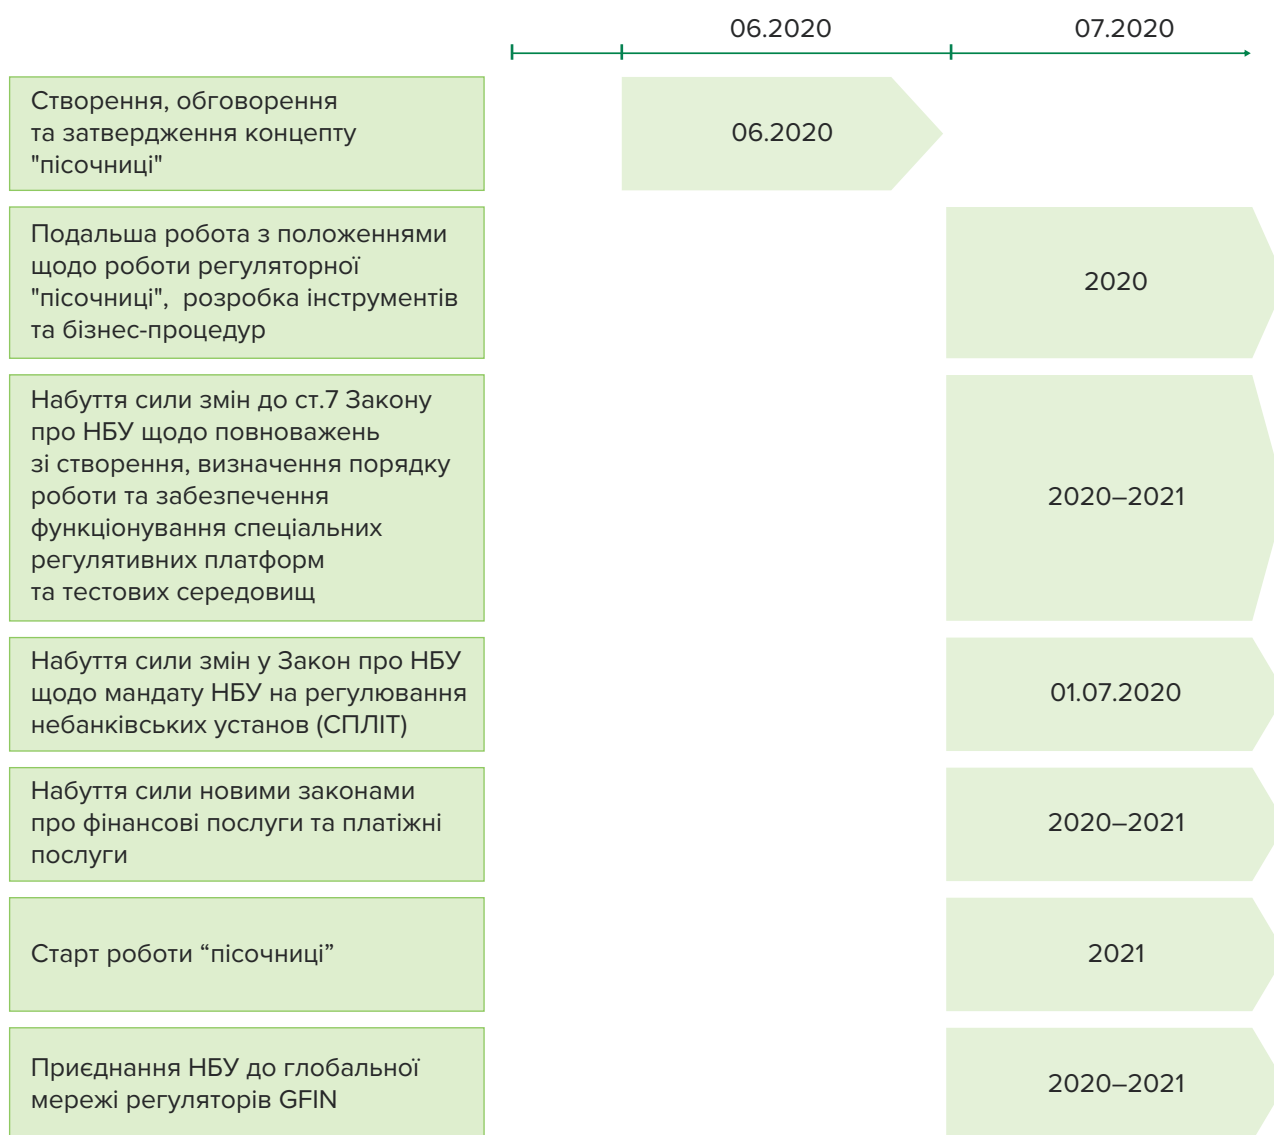 06.2020
07.2020
Створення, обговорення
та затвердження концепту
"пісочниці"
06.2020
Подальша робота з положеннями
щодо роботи регуляторної
"пісочниці",  розробка інструментів
та бізнес-процедур
2020
Набуття сили змін до ст.7 Закону
про НБУ щодо повноважень
зі створення, визначення порядку
роботи та забезпечення
функціонування спеціальних
регулятивних платформ
та тестових середовищ
2020–2021
Набуття сили змін у Закон про НБУ
щодо мандату НБУ на регулювання
небанківських установ (СПЛІТ)
01.07.2020
Набуття сили новими законами
про фінансові послуги та платіжні
послуги
2020–2021
Старт роботи “пісочниці”
2021
Приєднання НБУ до глобальної
мережі регуляторів GFIN
2020–2021